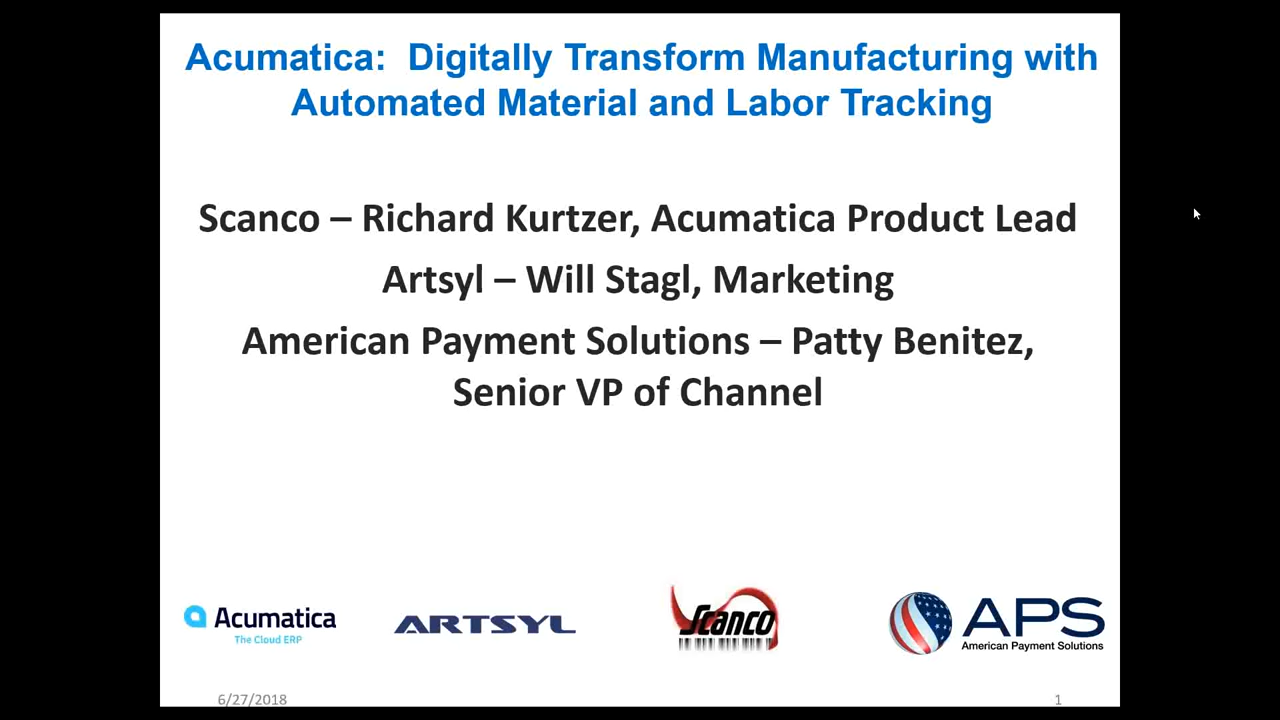 Acumatica:  Digitally Transform Manufacturing with
Automated Material and Labor Tracking
Scanco – Richard Kurtzer, Acumatica Product Lead
Artsyl – Will Stagl, Marketing
American Payment Solutions – Patty Benitez,
Senior VP of Channel
Acumatica
The Cloud ERP
ARTSYL
Scanco
APS
American Payment Solutions
6/27/2018
1